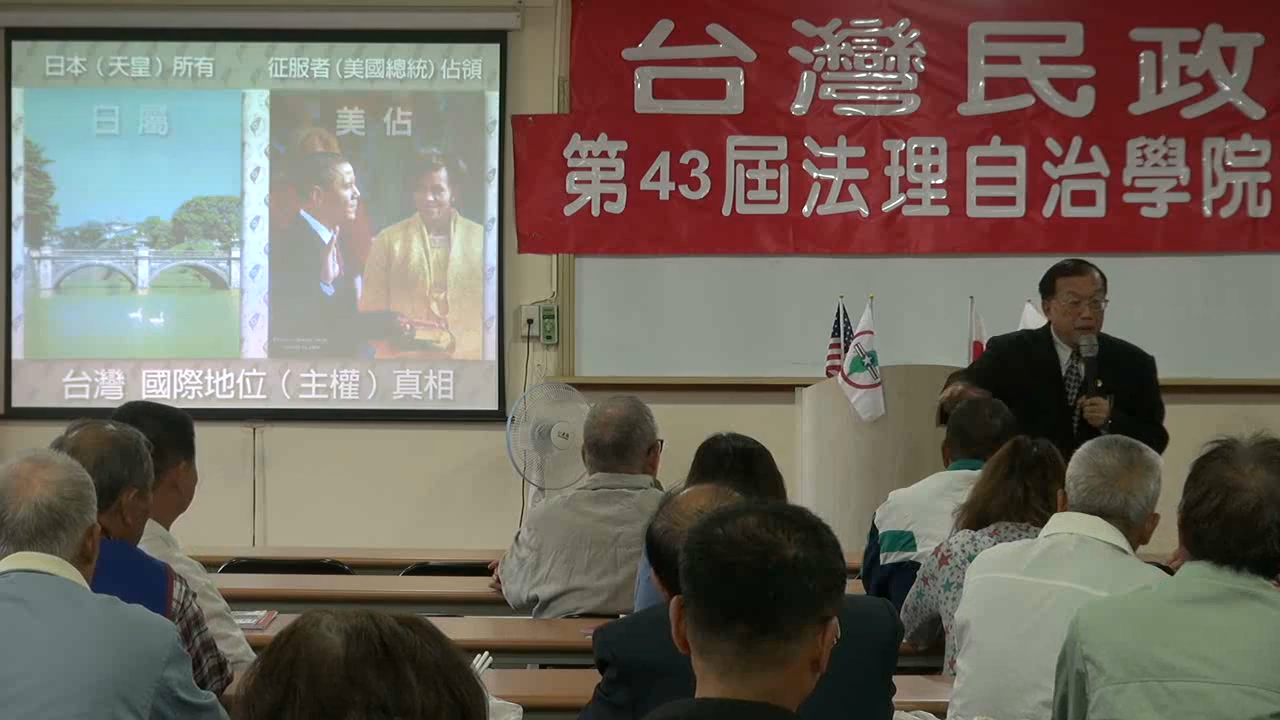 日本（天皇）所有
征服者（美國總統）佔領
日屬
美佔
台灣 國際地位（主權）真相
台灣民政
第43屆法理自治學院